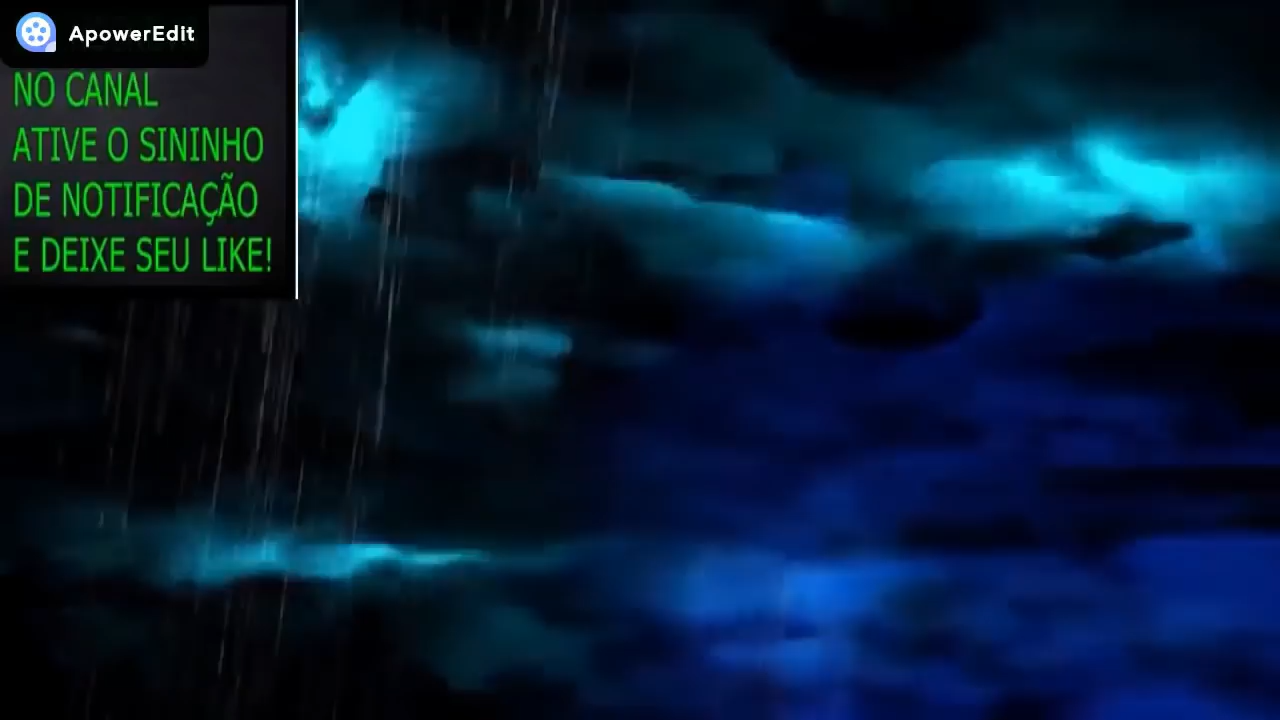 ApowerEdit
NO CANAL
ATIVE O SININHO
DE NOTIFICAÇÃO
E DEIXE SEU LIKE!